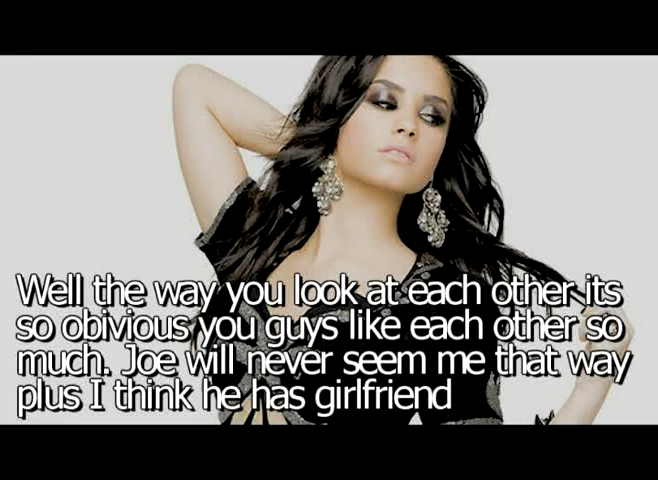 Well the way you look at each other its
so obivious you guys like each other so
much. Joe will never seem me that way
plus I think he has girlfriend